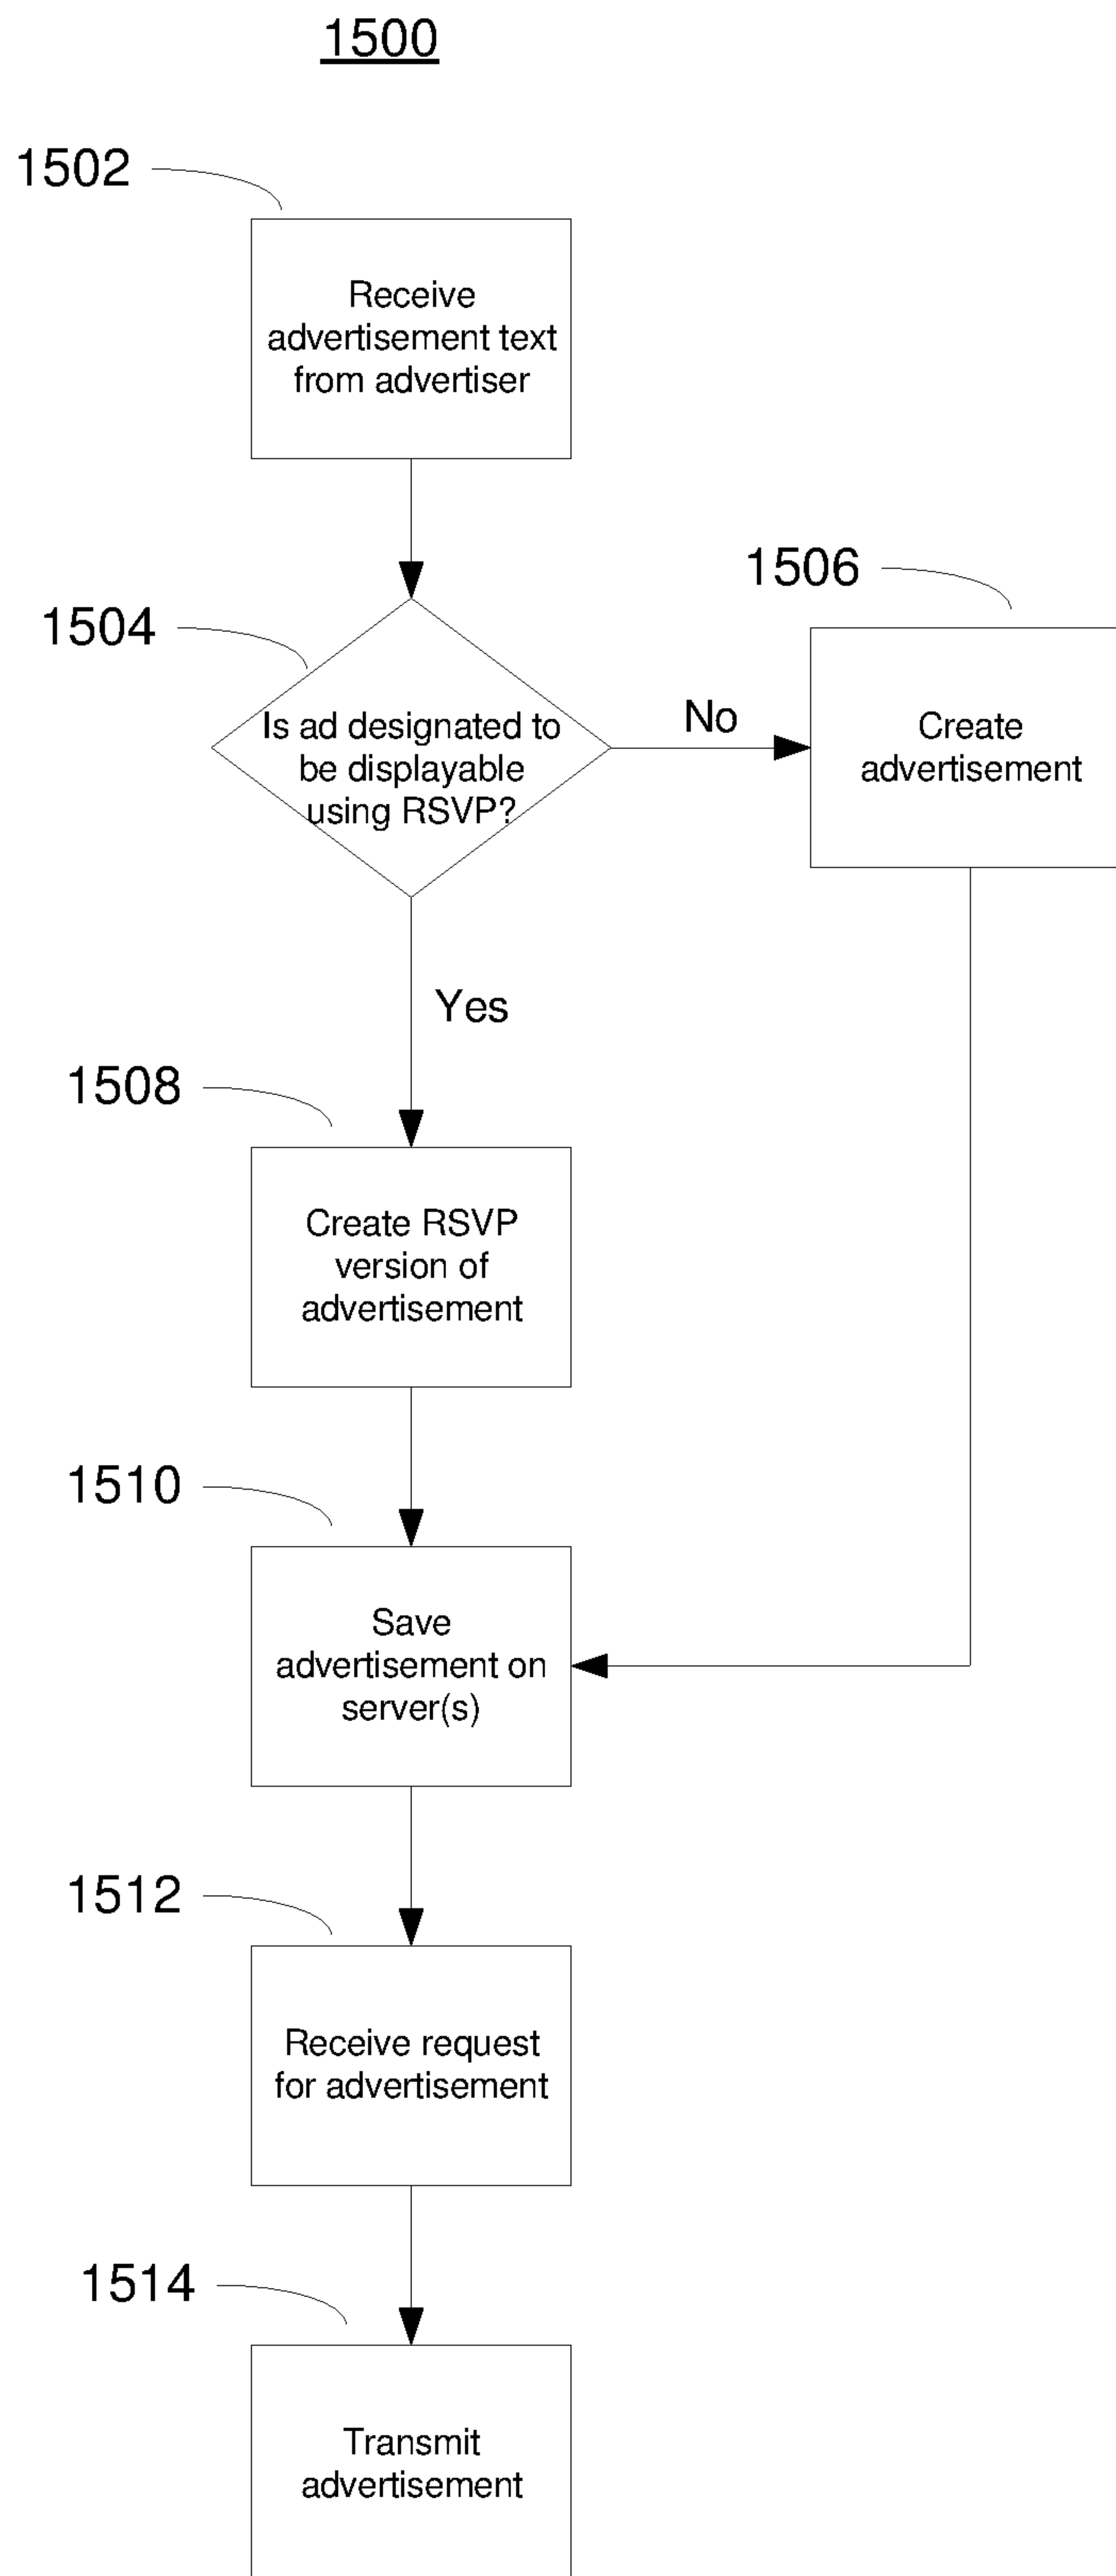 1500
1502
Receive
advertisement text
from advertiser
1504
Is ad designated to
be displayable
using RSVP?
No
1506
Create
advertisement
Yes
1508
Create RSVP
version of
advertisement
1510
Save
advertisement on
server(s)
1512
Receive request
for advertisement
1514
Transmit
advertisement